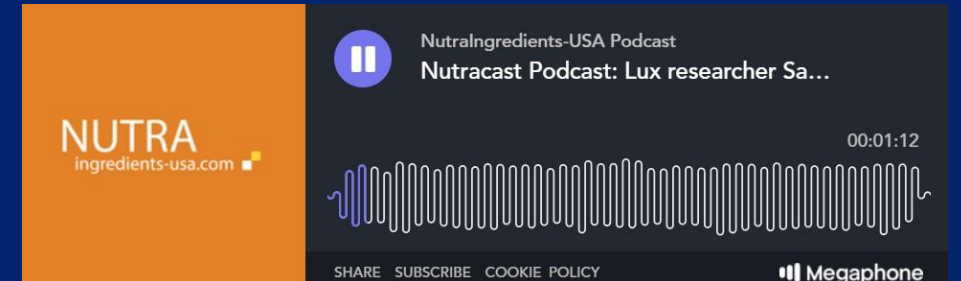 NUTRA
ingredients-usa.com
NutraIngredients-USA Podcast
Nutracast Podcast: Lux researcher Sa...
00:01:12
SHARE SUBSCRIBE COOKIE POLICY
Megaphone